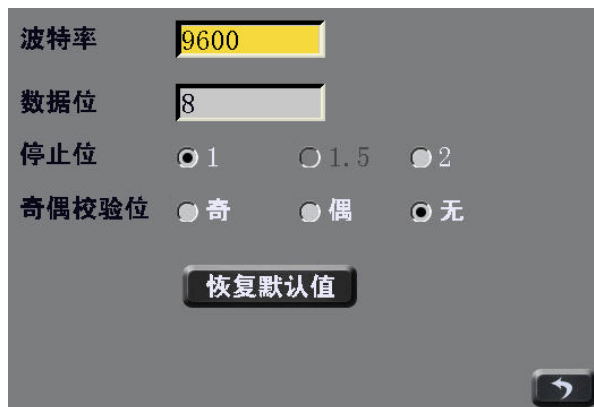 波特率 9600
数据位 8
停止位 1 1.5 2
奇偶校验位 奇 偶 无
恢复默认值